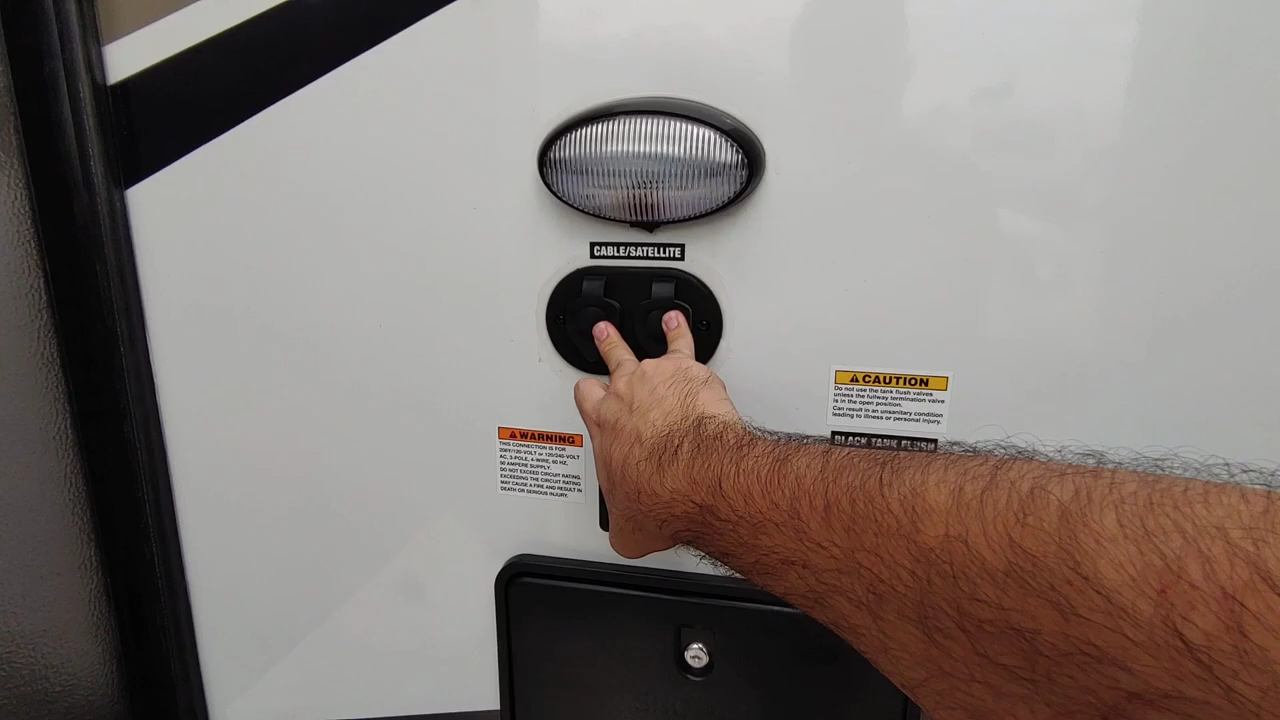 CABLE/SATELLITE
CAUTION
Do not use the tank flush valves
unless the fullway termination valve
is in the open position.
Can result in an unsanitary condition
leading to illness or personal injury.
BLACK TANK FLUSH
WARNING
THIS CONNECTION IS FOR
208Y/120-VOLT or 120/240-VOLT
AC, 3-POLE, 4-WIRE, 60 HZ,
50 AMPERE SUPPLY.
DO NOT EXCEED CIRCUIT RATING.
EXCEEDING THE CIRCUIT RATING
MAY CAUSE A FIRE AND RESULT IN
DEATH OR SERIOUS INJURY.